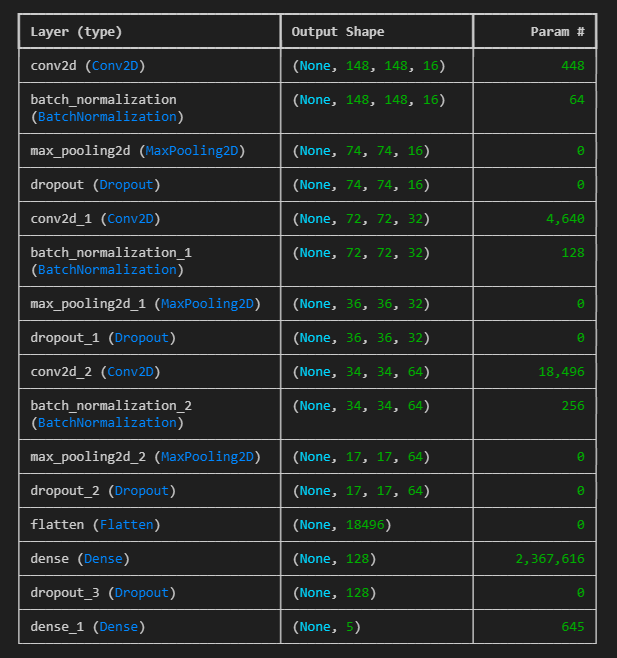 Layer (type) Output Shape Param #
conv2d (Conv2D) (None, 148, 148, 16) 448
batch_normalization (None, 148, 148, 16) 64
(BatchNormalization)
max_pooling2d (MaxPooling2D) (None, 74, 74, 16) 0
dropout (Dropout) (None, 74, 74, 16) 0
conv2d_1 (Conv2D) (None, 72, 72, 32) 4,640
batch_normalization_1 (None, 72, 72, 32) 128
(BatchNormalization)
max_pooling2d_1 (MaxPooling2D) (None, 36, 36, 32) 0
dropout_1 (Dropout) (None, 36, 36, 32) 0
conv2d_2 (Conv2D) (None, 34, 34, 64) 18,496
batch_normalization_2 (None, 34, 34, 64) 256
(BatchNormalization)
max_pooling2d_2 (MaxPooling2D) (None, 17, 17, 64) 0
dropout_2 (Dropout) (None, 17, 17, 64) 0
flatten (Flatten) (None, 18496) 0
dense (Dense) (None, 128) 2,367,616
dropout_3 (Dropout) (None, 128) 0
dense_1 (Dense) (None, 5) 645